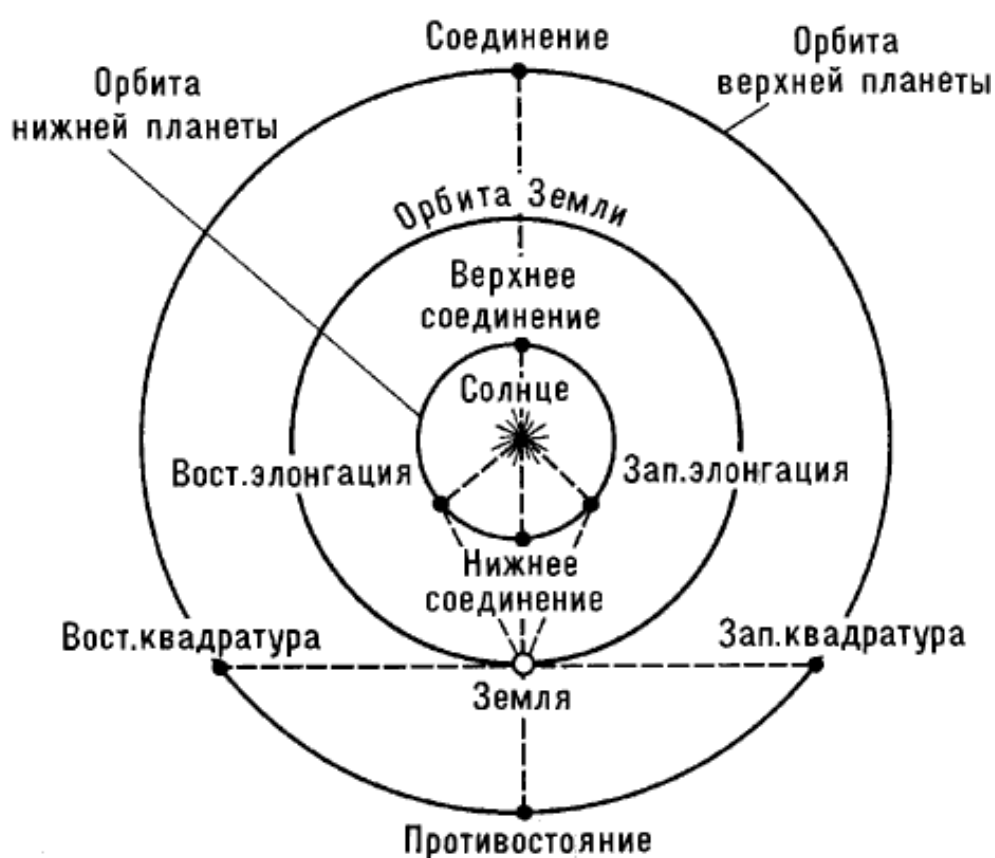 Соединение
Орбита
верхней планеты
Орбита
нижней планеты
Орбита Земли
Верхнее
соединение
Солнце
Вост.элонгация
Зап.элонгация
Нижнее
соединение
Вост.квадратура
Зап.квадратура
Земля
Противостояние